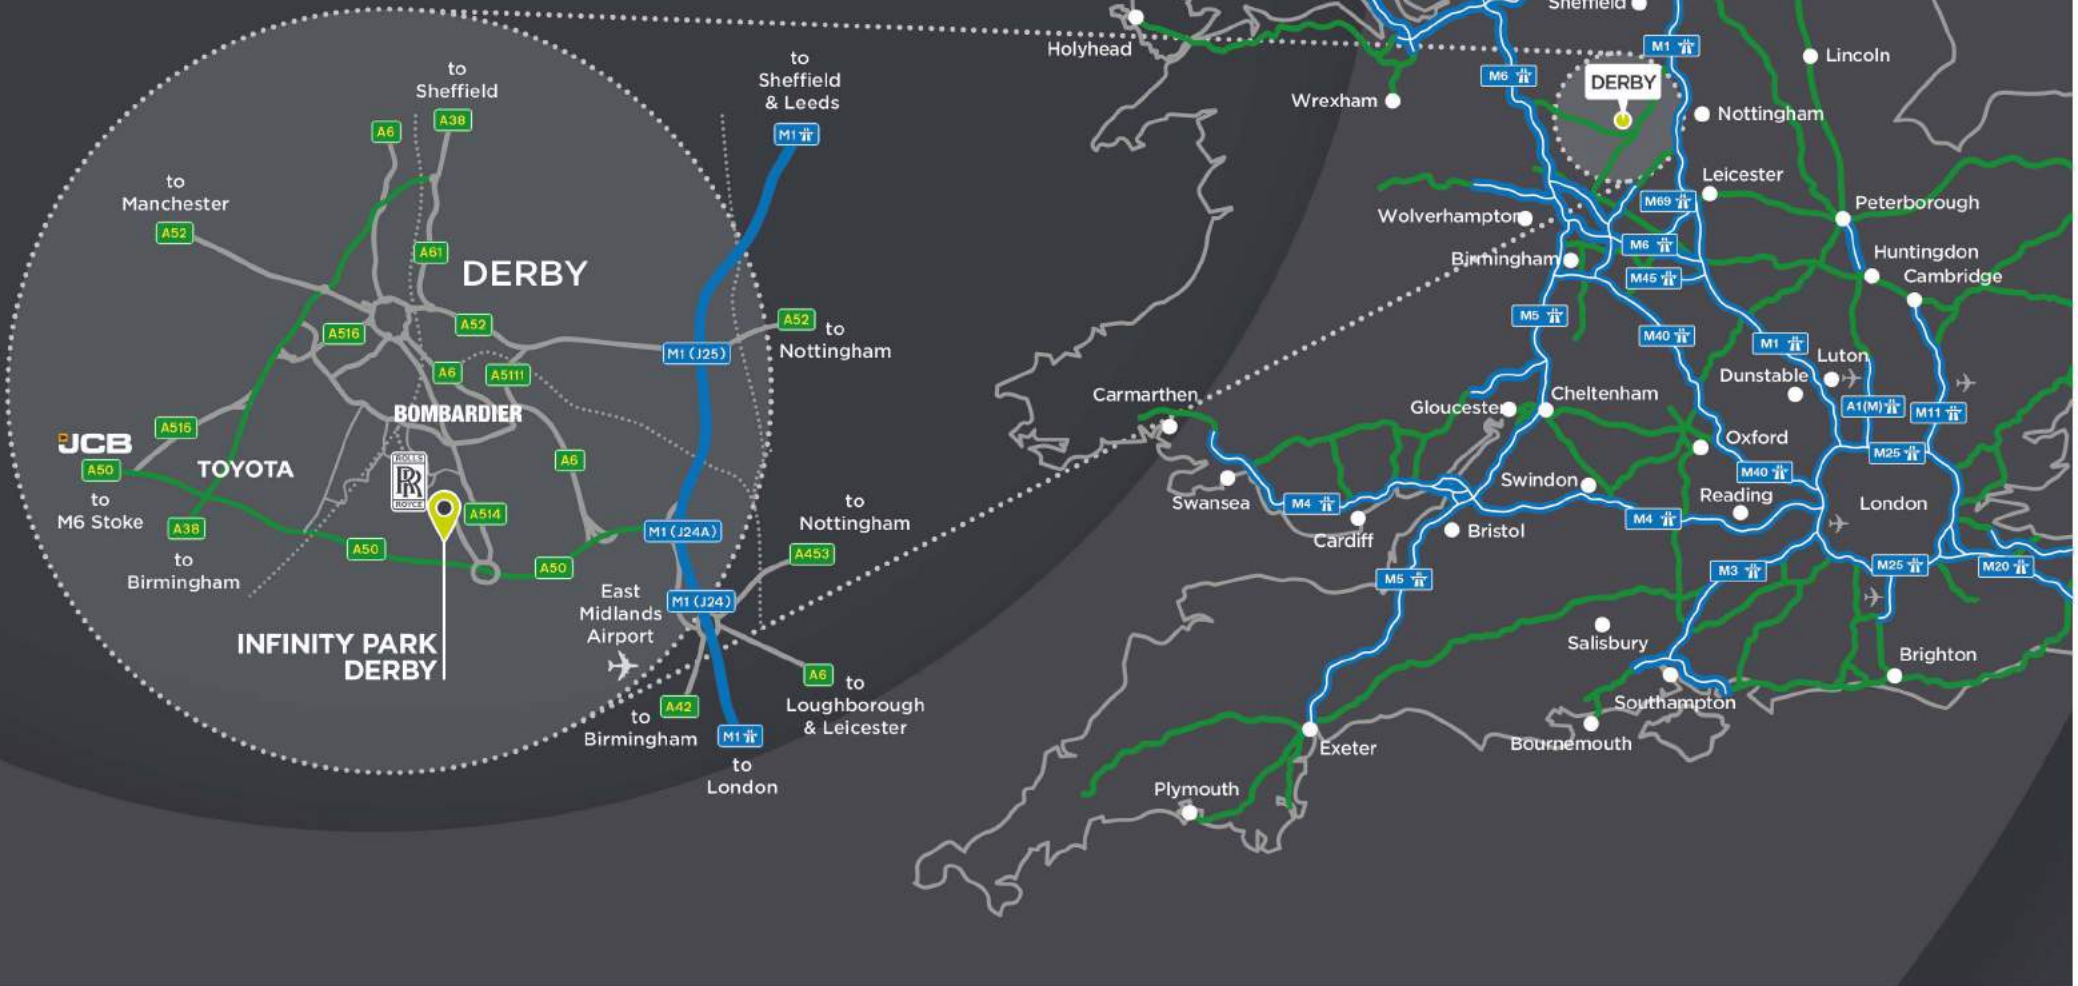 to
Sheffield
A6
A38
to
Sheffield
& Leeds
M1
to
Manchester
A52
A61
DERBY
A516
A52
A52
to
Nottingham
M1 (J25)
A6
A5111
BOMBARDIER
A516
JCB
A50
to
M6 Stoke
TOYOTA
ROLLS
RR
ROYCE
A6
A514
A38
to
Birmingham
A50
A50
M1 (J24A)
to
Nottingham
A453
East
Midlands
Airport
M1 (J24)
INFINITY PARK
DERBY
A6
to
Loughborough
& Leicester
A42
to
Birmingham
M1
to
London
Holyhead
Sheffield
M1
Lincoln
M6
DERBY
Wrexham
Nottingham
Leicester
M69
Peterborough
Wolverhampton
M6
Huntingdon
Birmingham
M45
Cambridge
M5
M40
M1
Luton
Dunstable
Carmarthen
Cheltenham
Gloucester
A1(M)
M11
Oxford
M25
M40
Swindon
Reading
Swansea
M4
London
M4
Cardiff
Bristol
M5
M3
M25
M20
Salisbury
Brighton
Southampton
Bournemouth
Exeter
Plymouth